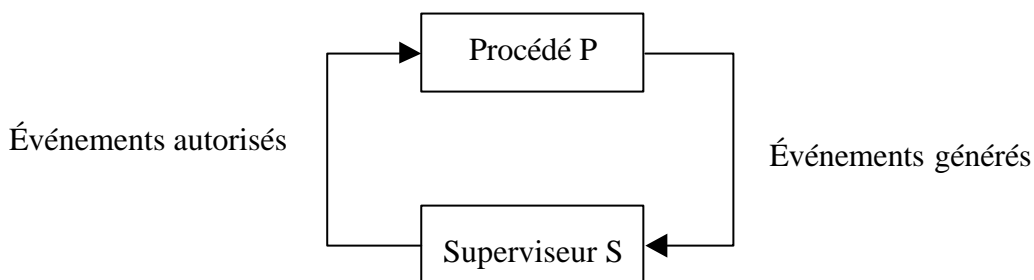 Procédé P
Événements autorisés
Événements générés
Superviseur S